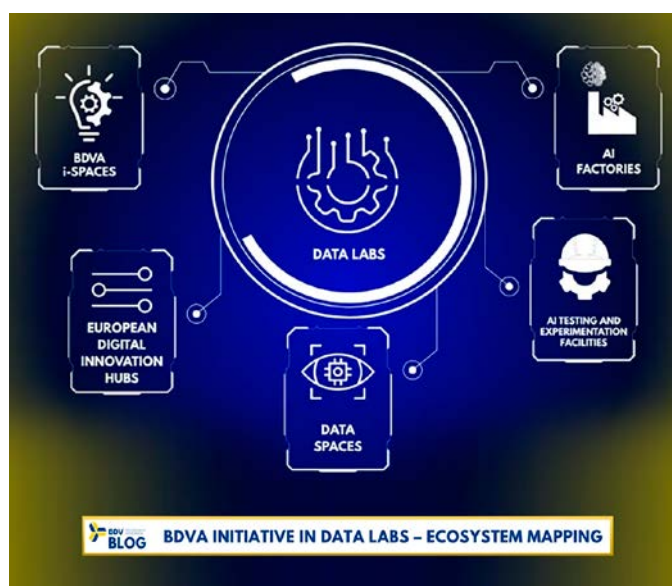 BDVA
i-SPACES
AI
FACTORIES
DATA LABS
EUROPEAN
DIGITAL
INNOVATION
HUBS
AI TESTING AND
EXPERIMENTATION
FACILITIES
DATA
SPACES
BDV
BLOG
BDVA INITIATIVE IN DATA LABS – ECOSYSTEM MAPPING